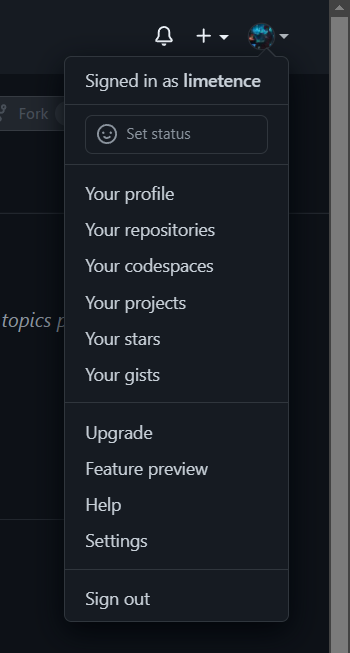 Signed in as limetence
Fork
Set status
Your profile
Your repositories
Your codespaces
Your projects
topics p
Your stars
Your gists
Upgrade
Feature preview
Help
Settings
Sign out